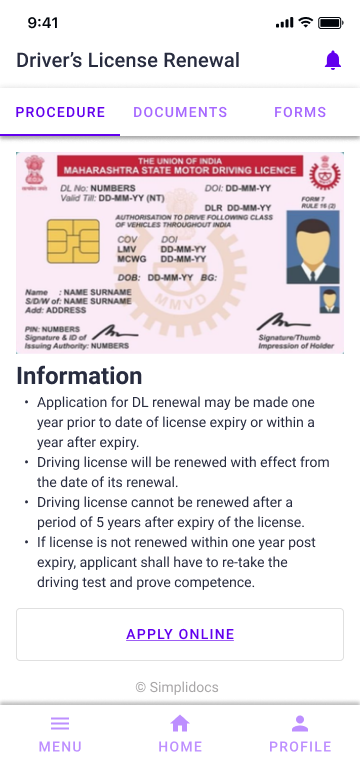 9:41
Driver's License Renewal
PROCEDURE DOCUMENTS FORMS
THE UNION OF INDIA
MAHARASHTRA STATE MOTOR DRIVING LICENCE
DL No: NUMBERS DOI: DD-MM-YY
Valid Till: DD-MM-YY (NT) DLR DD-MM-YY
FORM 7
RULE 16 (2)
AUTHORISATION TO DRIVE FOLLOWING CLASS
OF VEHICLES THROUGHOUT INDIA
COV DOI
LMV DD-MM-YY
MCWG DD-MM-YY
DOB: DD-MM-YY BG:
MMVD
Name : NAME SURNAME
S/D/W of: NAME SURNAME
Add: ADDRESS
PIN: NUMBERS
Signature & ID of
Issuing Authority: NUMBERS
Signature/Thumb
Impression of Holder
Information
• Application for DL renewal may be made one
year prior to date of license expiry or within a
year after expiry.
• Driving license will be renewed with effect from
the date of its renewal.
• Driving license cannot be renewed after a
period of 5 years after expiry of the license.
• If license is not renewed within one year post
expiry, applicant shall have to re-take the
driving test and prove competence.
APPLY ONLINE
© Simplidocs
MENU HOME PROFILE